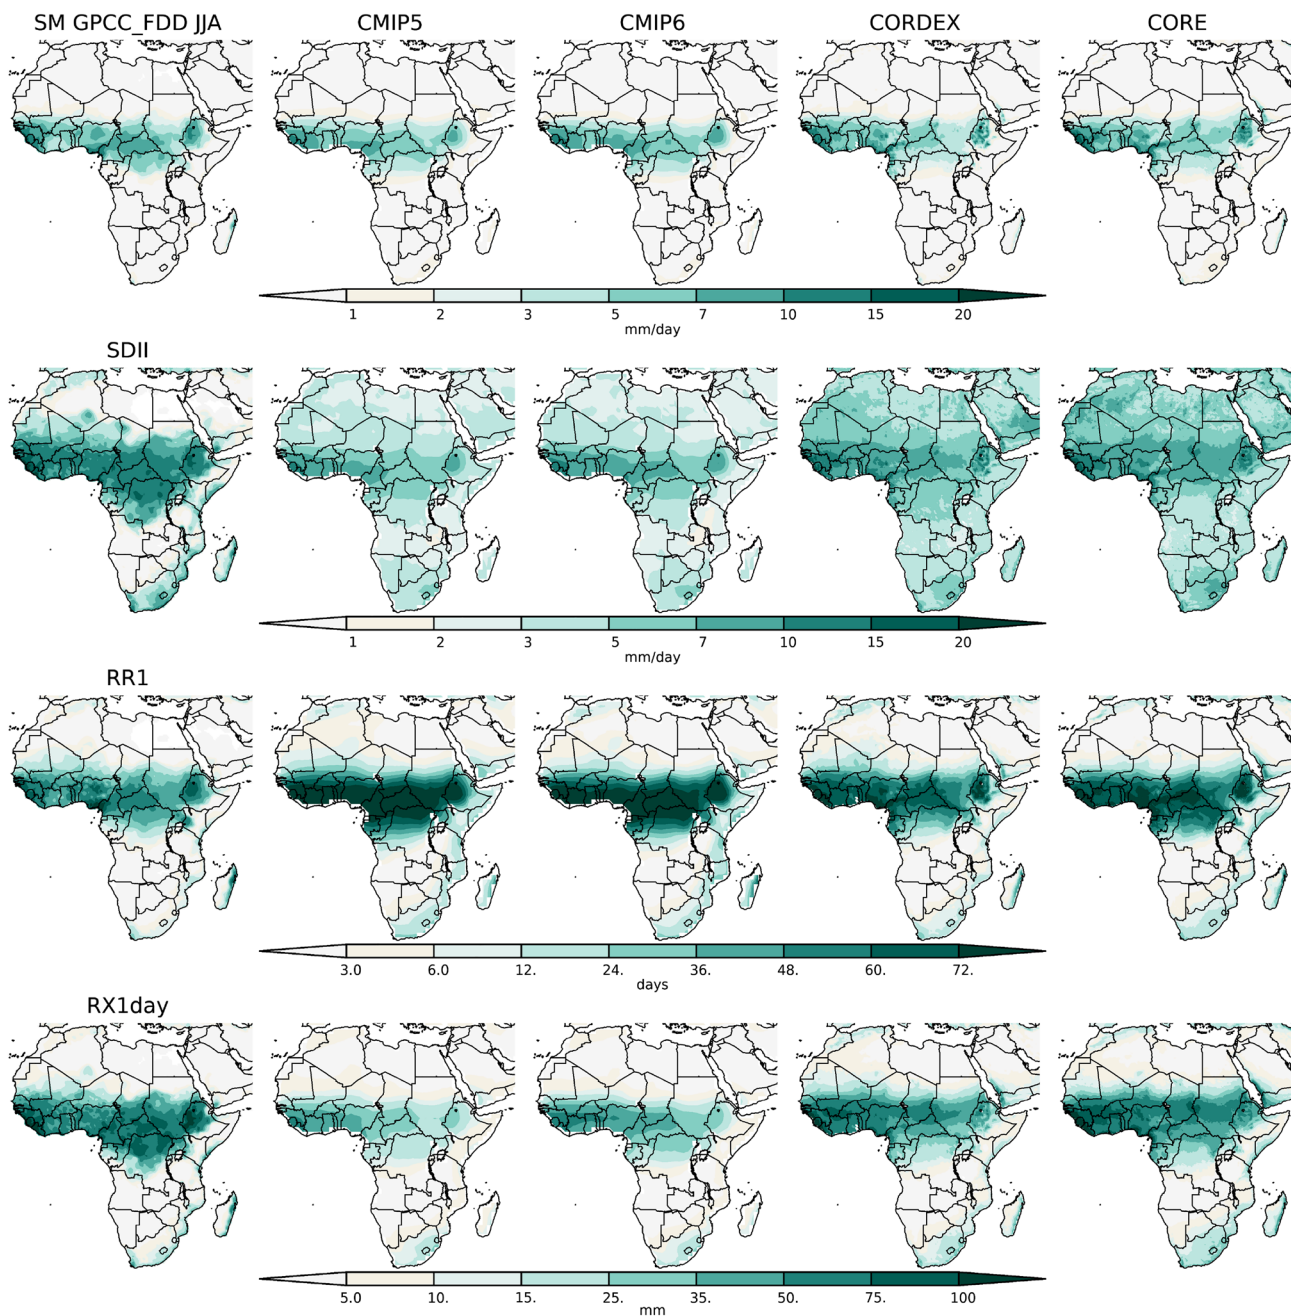 SM GPCC_FDD JJA CMIP5 CMIP6 CORDEX CORE
1 2 3 5 7 10 15 20
mm/day
SDII
1 2 3 5 7 10 15 20
mm/day
RR1
3.0 6.0 12. 24. 36. 48. 60. 72.
days
RX1day
5.0 10. 15. 25. 35. 50. 75. 100
mm